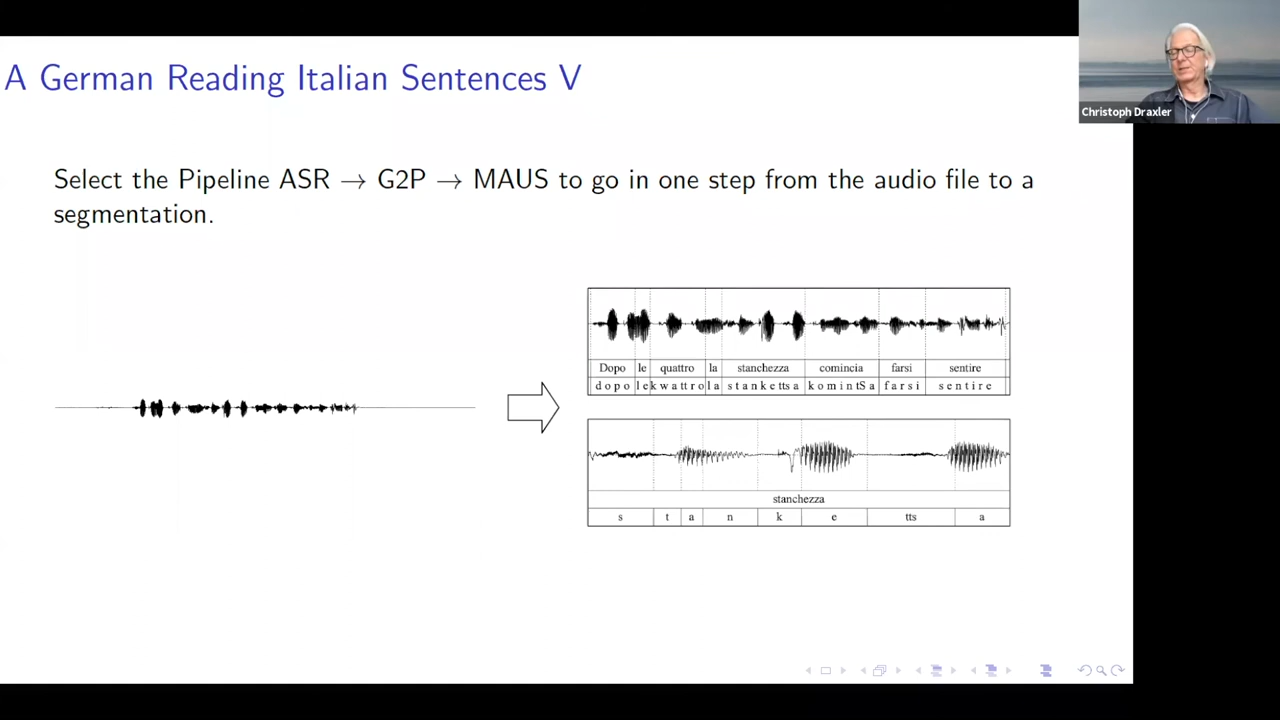 A German Reading Italian Sentences V
Christoph Draxler
Select the Pipeline ASR → G2P → MAUS to go in one step from the audio file to a
segmentation.
Dopo le quattro la stanchezza comincia farsi sentire
d o p o l e k w a t t r o l a s t a n k e tts a k o m i n tS a f a r s i s e n t i r e
stanchezza
s t a n k e tts a